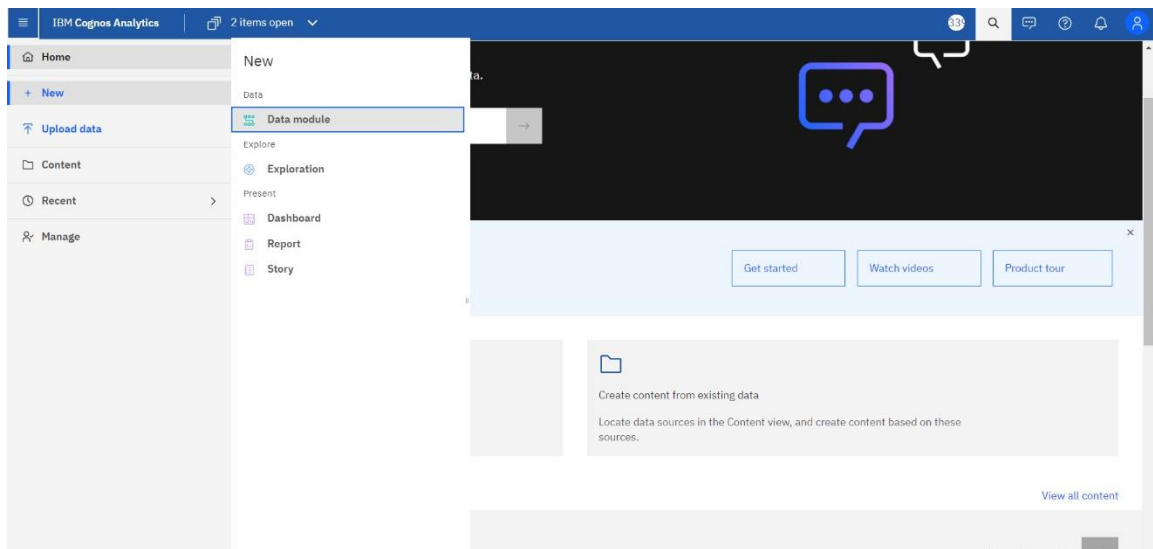 IBM Cognos Analytics
2 items open
Home
+ New
Upload data
Content
Recent
Manage
New
Data
Data module
Explore
Exploration
Present
Dashboard
Report
Story
ta.
Get started
Watch videos
Product tour
Create content from existing data
Locate data sources in the Content view, and create content based on these
sources.
View all content